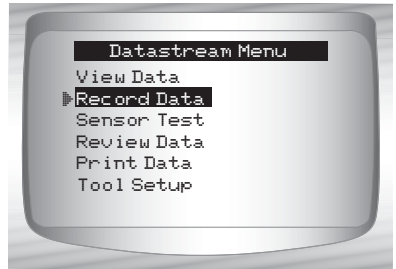 Datastream Menu
View Data
Record Data
Sensor Test
Review Data
Print Data
Tool Setup